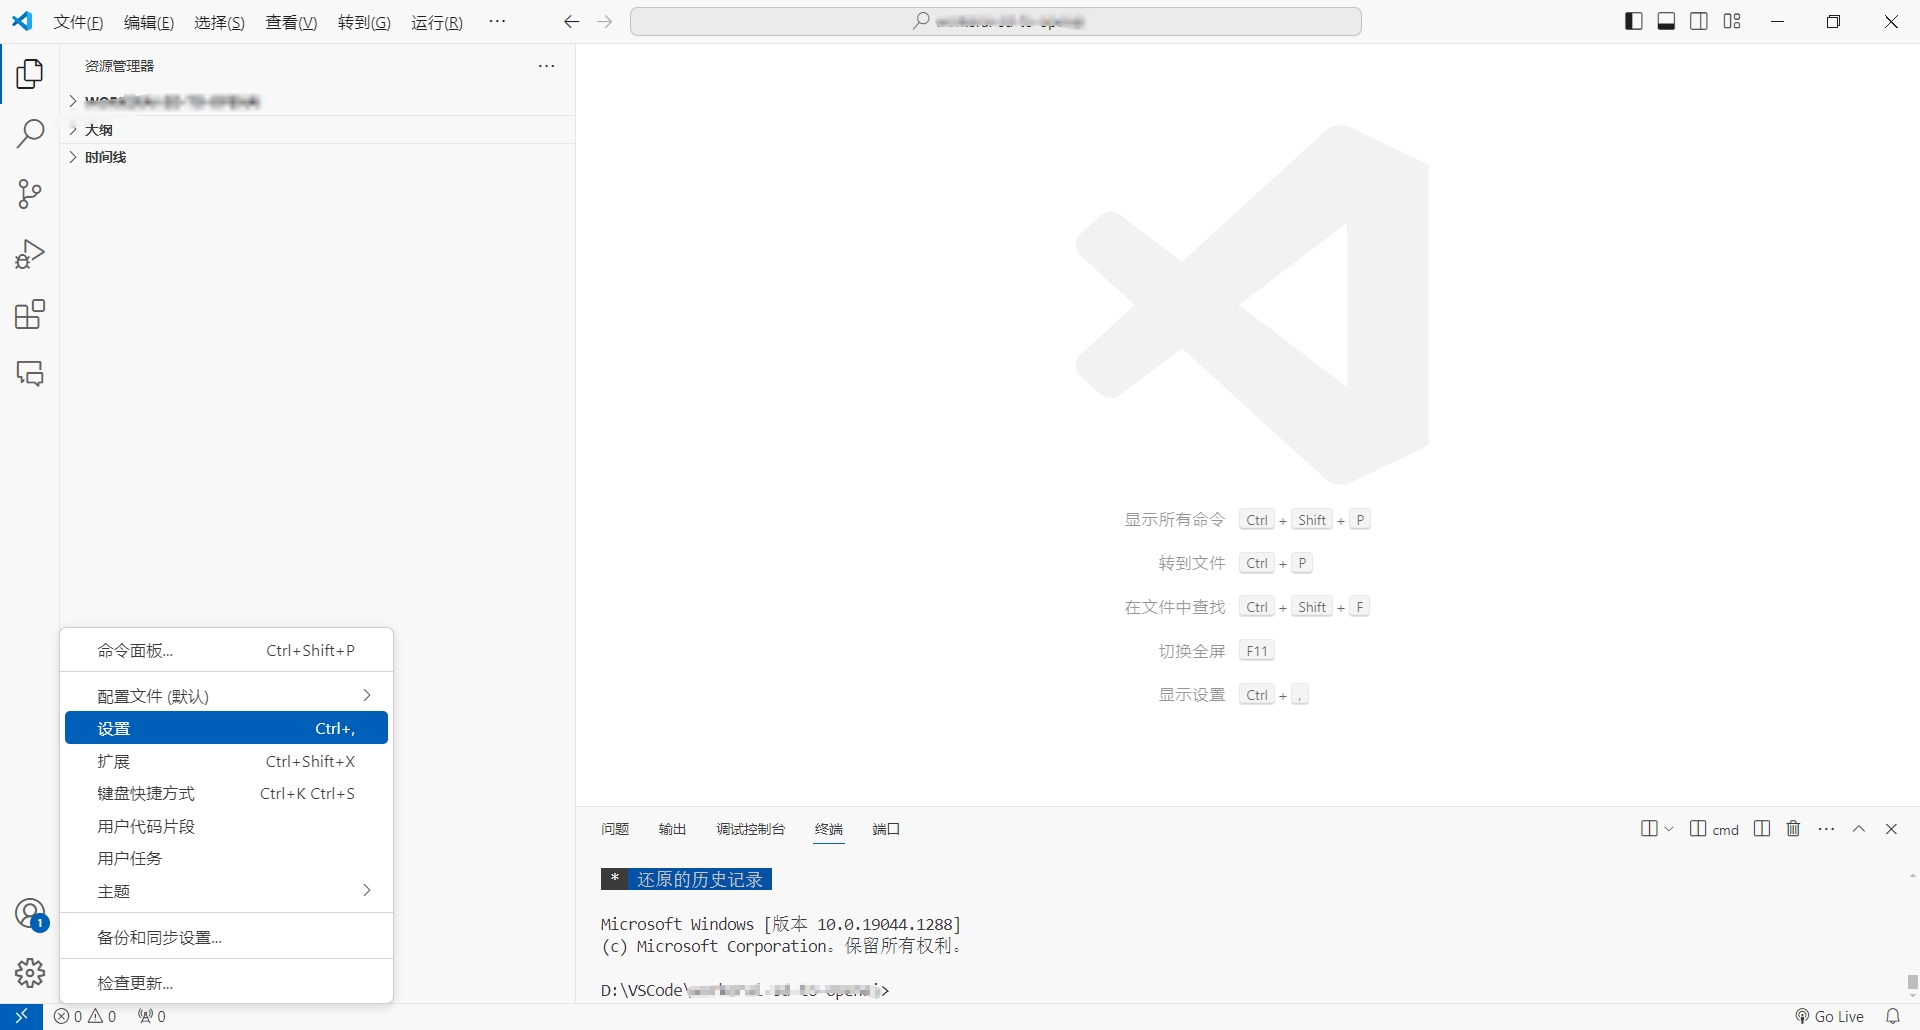 文件(F) 编辑(E) 选择(S) 查看(V) 转到(G) 运行(R) ···
资源管理器 ···
大纲
时间线
显示所有命令 Ctrl + Shift + P
转到文件 Ctrl + P
在文件中查找 Ctrl + Shift + F
切换全屏 F11
显示设置 Ctrl + ,
命令面板... Ctrl+Shift+P
配置文件 (默认)
设置 Ctrl+,
扩展 Ctrl+Shift+X
键盘快捷方式 Ctrl+K Ctrl+S
用户代码片段
用户任务
主题
备份和同步设置...
检查更新...
1
问题 输出 调试控制台 终端 端口 cmd ···
* 还原的历史记录
Microsoft Windows [版本 10.0.19044.1288]
(c) Microsoft Corporation。保留所有权利。
D:\VSCode\ >
0 0 0 Go Live